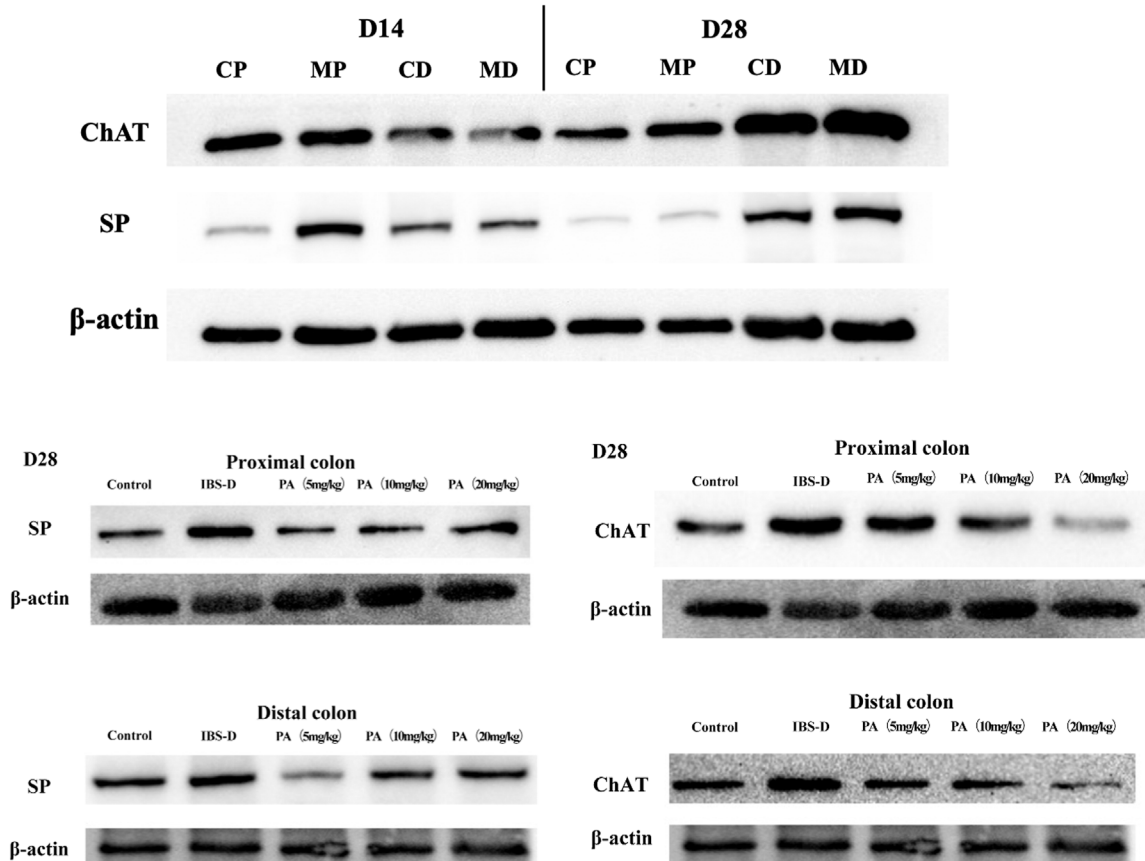 D14 D28
CP MP CD MD CP MP CD MD
ChAT
SP
β-actin
D28 Proximal colon
Control IBS-D PA (5mg/kg) PA (10mg/kg) PA (20mg/kg)
SP
β-actin
Distal colon
Control IBS-D PA (5mg/kg) PA (10mg/kg) PA (20mg/kg)
SP
β-actin
D28 Proximal colon
Control IBS-D PA (5mg/kg) PA (10mg/kg) PA (20mg/kg)
ChAT
β-actin
Distal colon
Control IBS-D PA (5mg/kg) PA (10mg/kg) PA (20mg/kg)
ChAT
β-actin